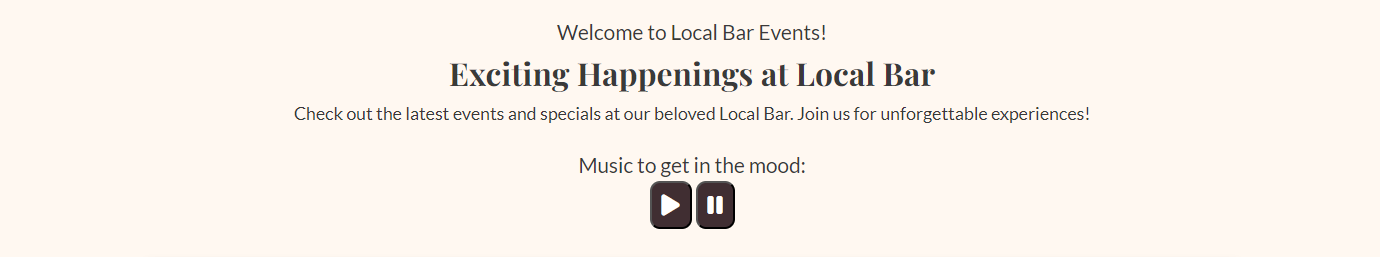 Welcome to Local Bar Events!
Exciting Happenings at Local Bar
Check out the latest events and specials at our beloved Local Bar. Join us for unforgettable experiences!
Music to get in the mood: